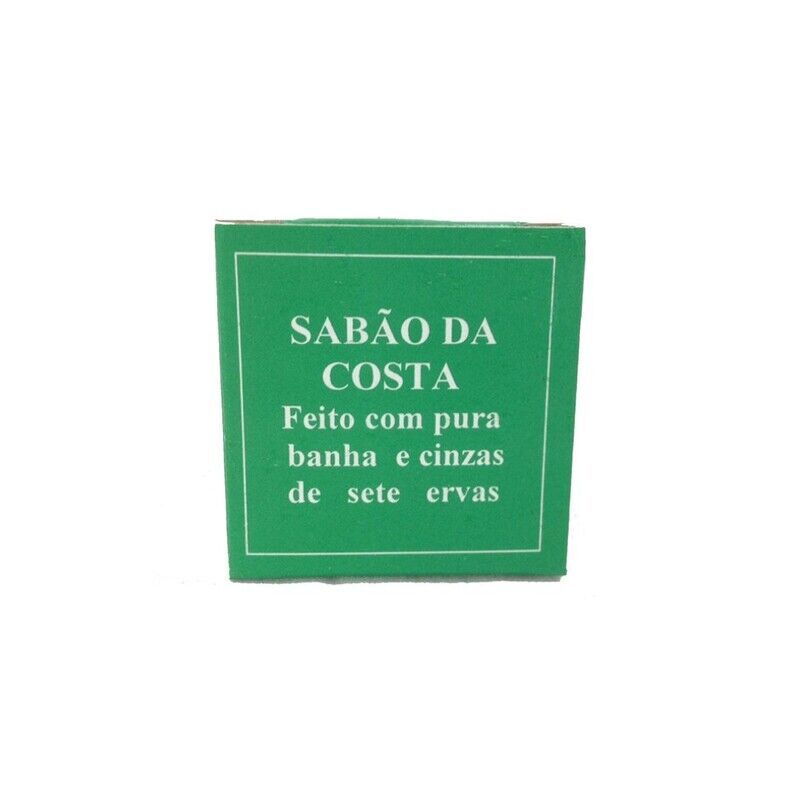 SABÃO DA
COSTA
Feito com pura
banha e cinzas
de sete ervas